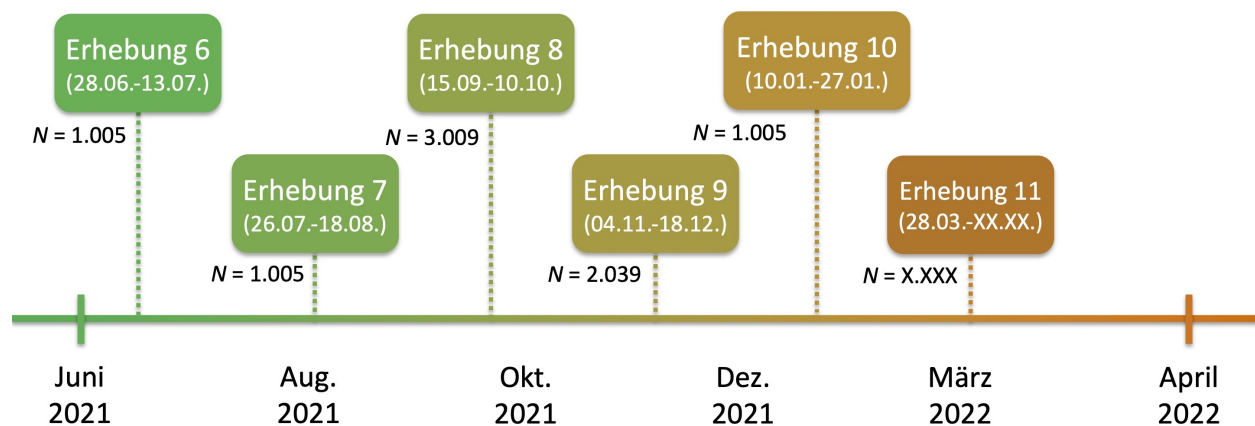 Erhebung 6
(28.06.-13.07.)
N = 1.005
Erhebung 7
(26.07.-18.08.)
N = 1.005
Erhebung 8
(15.09.-10.10.)
N = 3.009
Erhebung 9
(04.11.-18.12.)
N = 2.039
Erhebung 10
(10.01.-27.01.)
N = 1.005
Erhebung 11
(28.03.-XX.XX.)
N = X.XXX
Juni
2021
Aug.
2021
Okt.
2021
Dez.
2021
März
2022
April
2022